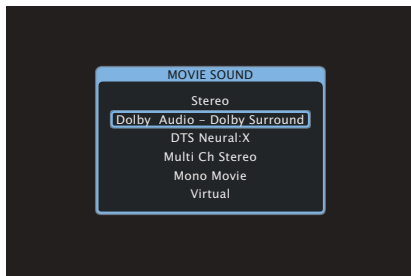 MOVIE SOUND
Stereo
Dolby Audio – Dolby Surround
DTS Neural:X
Multi Ch Stereo
Mono Movie
Virtual